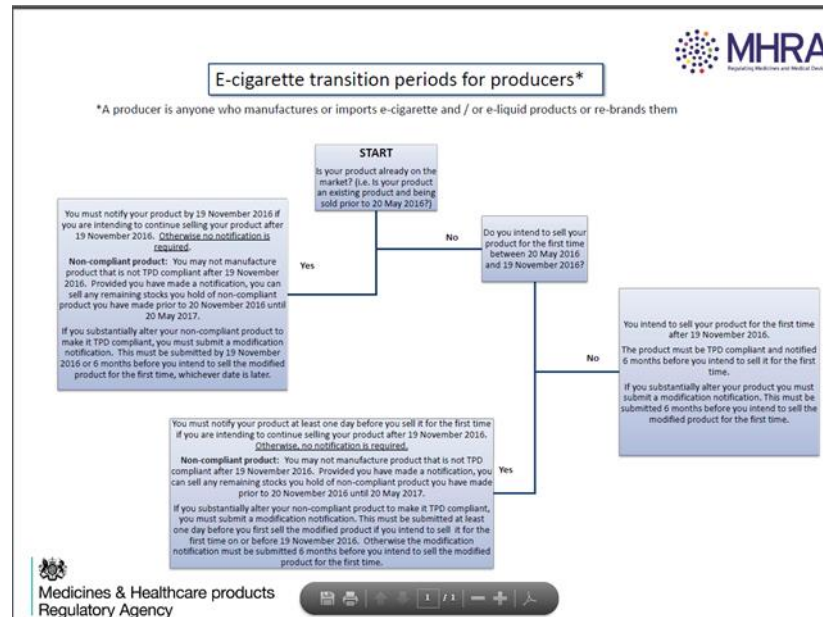 MHRA
Regulating Medicines and Medical Devices
E-cigarette transition periods for producers*
*A producer is anyone who manufactures or imports e-cigarette and / or e-liquid products or re-brands them
START
Is your product already on the
market? (i.e. Is your product
an existing product and being
sold prior to 20 May 2016?)
You must notify your product by 19 November 2016 if
you are intending to continue selling your product after
19 November 2016. Otherwise no notification is
required.
Non-compliant product: You may not manufacture
product that is not TPD compliant after 19 November
2016. Provided you have made a notification, you can
sell any remaining stocks you hold of non-compliant
product you have made prior to 20 November 2016 until
20 May 2017.
If you substantially alter your non-compliant product to
make it TPD compliant, you must submit a modification
notification. This must be submitted by 19 November
2016 or 6 months before you intend to sell the modified
product for the first time, whichever date is later.
Yes
No
Do you intend to sell your
product for the first time
between 20 May 2016
and 19 November 2016?
No
You intend to sell your product for the first time
after 19 November 2016.
The product must be TPD compliant and notified
6 months before you intend to sell it for the first
time.
If you substantially alter your product you must
submit a modification notification. This must be
submitted 6 months before you intend to sell the
modified product for the first time.
You must notify your product at least one day before you sell it for the first time
if you are intending to continue selling your product after 19 November 2016.
Otherwise, no notification is required.
Non-compliant product: You may not manufacture product that is not TPD
compliant after 19 November 2016. Provided you have made a notification, you
can sell any remaining stocks you hold of non-compliant product you have made
prior to 20 November 2016 until 20 May 2017.
If you substantially alter your non-compliant product to make it TPD compliant,
you must submit a modification notification. This must be submitted at least
one day before you first sell the modified product if you intend to sell it for the
first time on or before 19 November 2016. Otherwise the modification
notification must be submitted 6 months before you intend to sell the modified
product for the first time.
Yes
Medicines & Healthcare products
Regulatory Agency
1 / 1